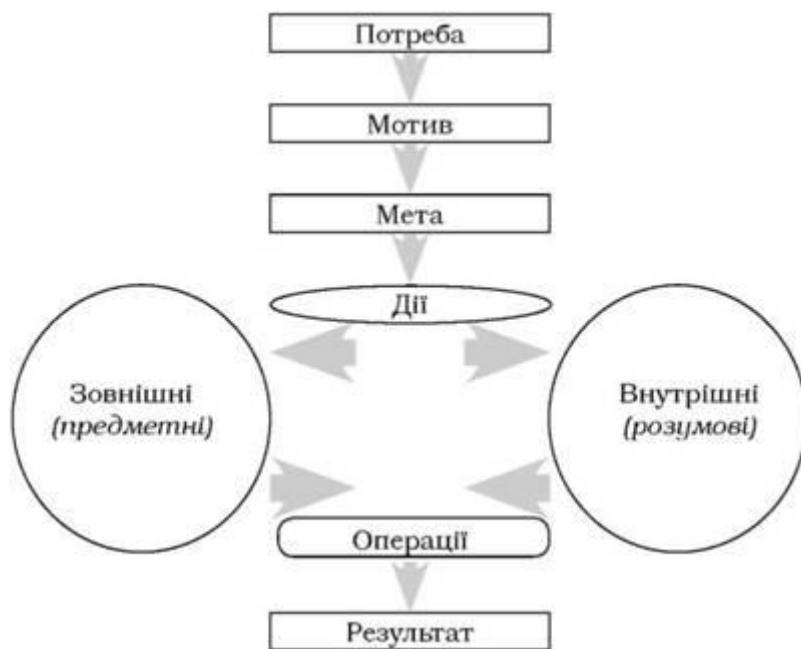 Потреба
Мотив
Мета
Дії
Зовнішні
(предметні)
Внутрішні
(розумові)
Операції
Результат